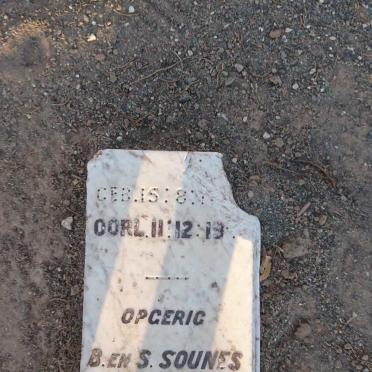 GEB.15:8
OORL.11:12:19
OPGERIG
B. EN S. SOUNES